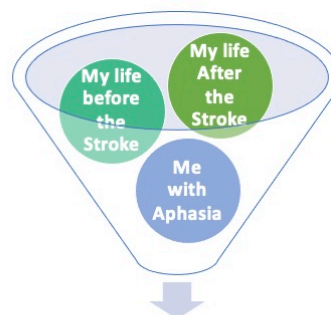 My life
before
the
Stroke
My life
After
the
Stroke
Me
with
Aphasia